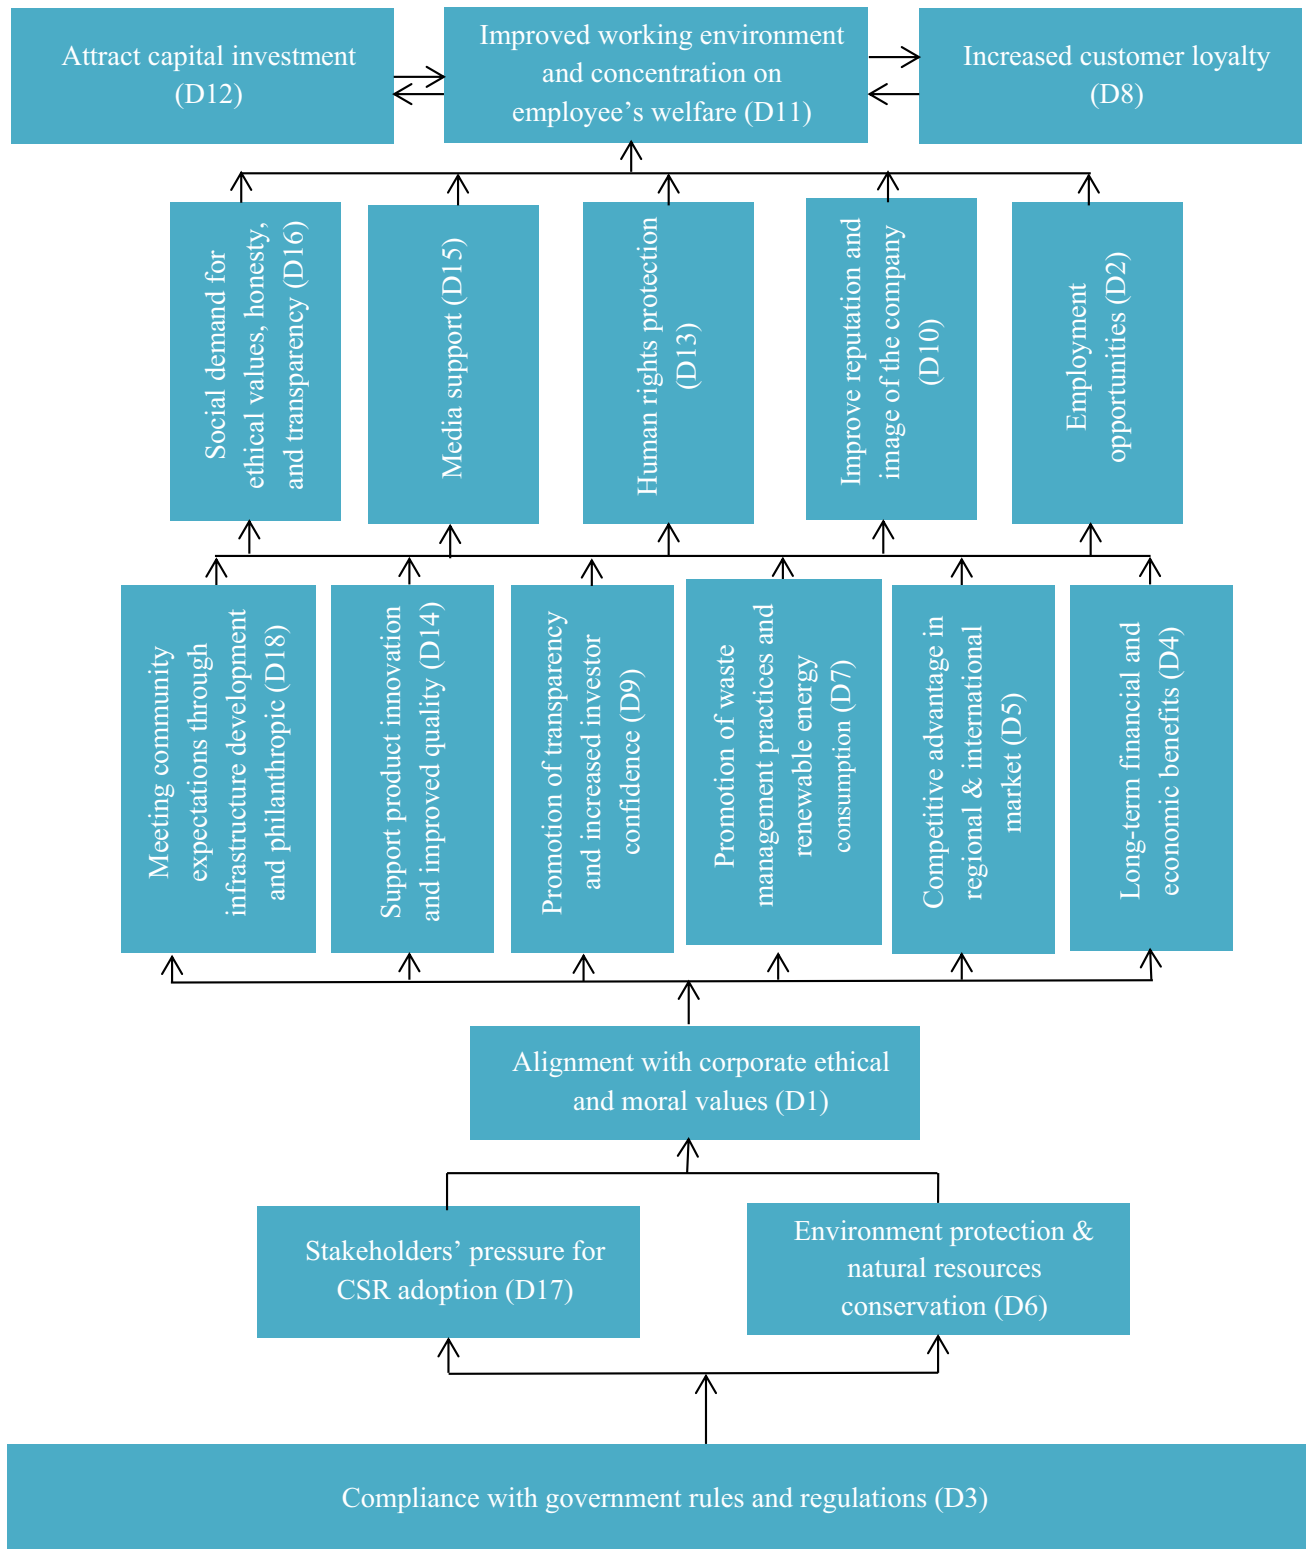 Attract capital investment
(D12)
Improved working environment
and concentration on
employee’s welfare (D11)
Increased customer loyalty
(D8)
Social demand for
ethical values, honesty,
and transparency (D16)
Media support (D15)
Human rights protection
(D13)
Improve reputation and
image of the company
(D10)
Employment
opportunities (D2)
Meeting community
expectations through
infrastructure development
and philanthropic (D18)
Support product innovation
and improved quality (D14)
Promotion of transparency
and increased investor
confidence (D9)
Promotion of waste
management practices and
renewable energy
consumption (D7)
Competitive advantage in
regional & international
market (D5)
Long-term financial and
economic benefits (D4)
Alignment with corporate ethical
and moral values (D1)
Stakeholders’ pressure for
CSR adoption (D17)
Environment protection &
natural resources
conservation (D6)
Compliance with government rules and regulations (D3)